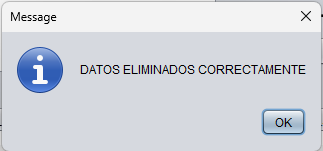 Message
DATOS ELIMINADOS CORRECTAMENTE
OK